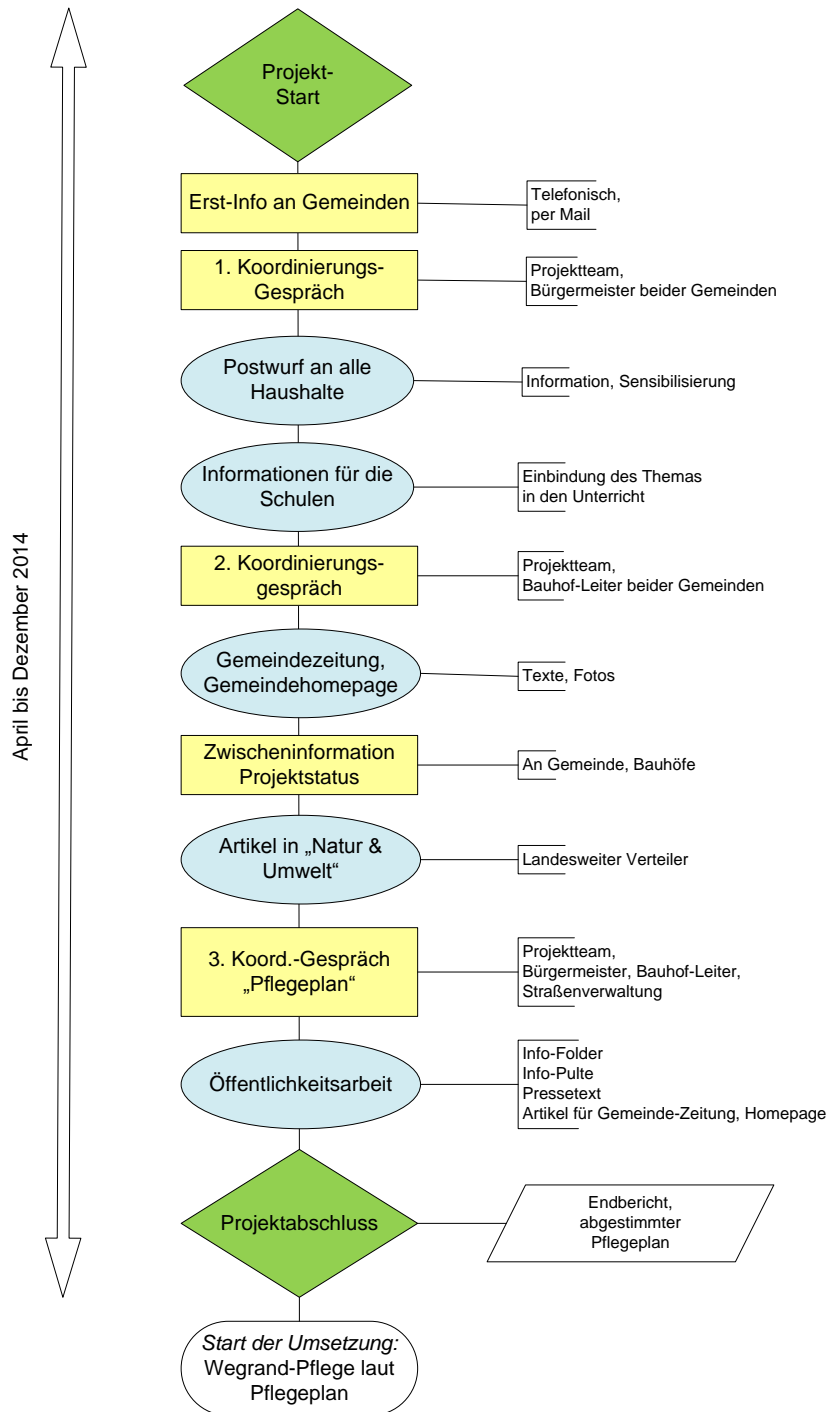 Projekt-
Start
Erst-Info an Gemeinden
Telefonisch,
per Mail
1. Koordinierungs-
Gespräch
Projektteam,
Bürgermeister beider Gemeinden
Postwurf an alle
Haushalte
Information, Sensibilisierung
Informationen für die
Schulen
Einbindung des Themas
in den Unterricht
April bis Dezember 2014
2. Koordinierungs-
gespräch
Projektteam,
Bauhof-Leiter beider Gemeinden
Gemeindezeitung,
Gemeindehomepage
Texte, Fotos
Zwischeninformation
Projektstatus
An Gemeinde, Bauhöfe
Artikel in „Natur &
Umwelt“
Landesweiter Verteiler
3. Koord.-Gespräch
„Pflegeplan“
Projektteam,
Bürgermeister, Bauhof-Leiter,
Straßenverwaltung
Öffentlichkeitsarbeit
Info-Folder
Info-Pulte
Pressetext
Artikel für Gemeinde-Zeitung, Homepage
Projektabschluss
Endbericht,
abgestimmter
Pflegeplan
Start der Umsetzung:
Wegrand-Pflege laut
Pflegeplan